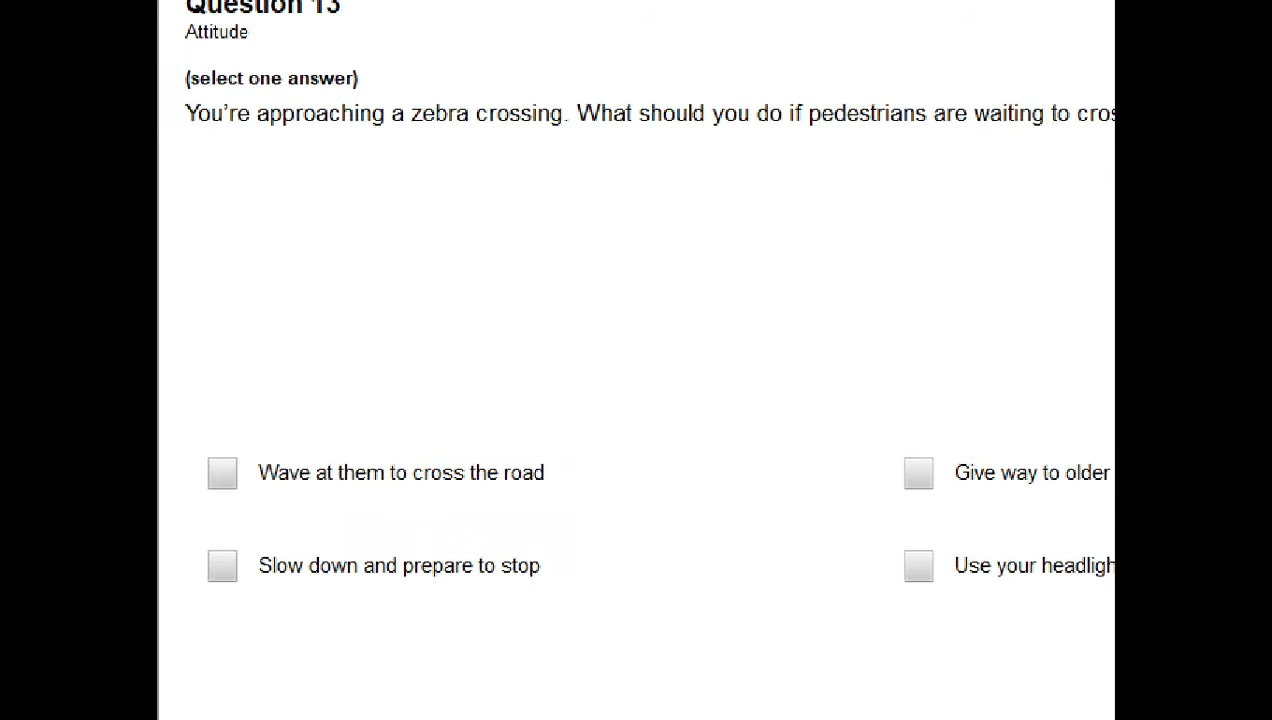 Question 13
Attitude
(select one answer)
You’re approaching a zebra crossing. What should you do if pedestrians are waiting to cros
Wave at them to cross the road
Give way to older
Slow down and prepare to stop
Use your headligh